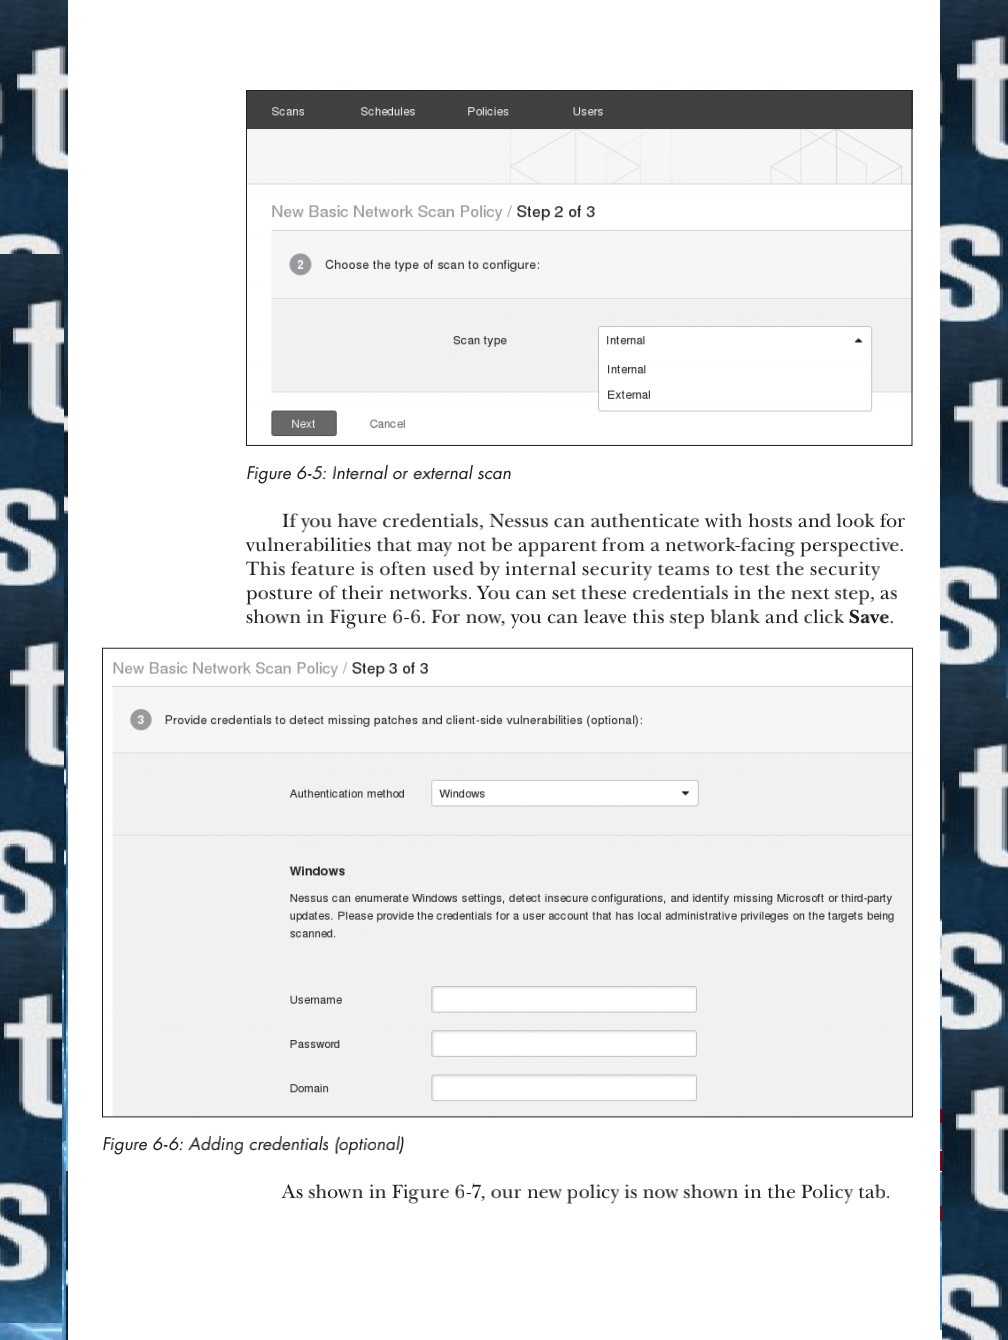 Scans Schedules Policies Users
New Basic Network Scan Policy / Step 2 of 3
2 Choose the type of scan to configure:
Scan type Internal
Internal
External
Next Cancel
Figure 6-5: Internal or external scan
If you have credentials, Nessus can authenticate with hosts and look for
vulnerabilities that may not be apparent from a network-facing perspective.
This feature is often used by internal security teams to test the security
posture of their networks. You can set these credentials in the next step, as
shown in Figure 6-6. For now, you can leave this step blank and click Save.
New Basic Network Scan Policy / Step 3 of 3
3 Provide credentials to detect missing patches and client-side vulnerabilities (optional):
Authentication method Windows
Windows
Nessus can enumerate Windows settings, detect insecure configurations, and identify missing Microsoft or third-party
updates. Please provide the credentials for a user account that has local administrative privileges on the targets being
scanned.
Username
Password
Domain
Figure 6-6: Adding credentials (optional)
As shown in Figure 6-7, our new policy is now shown in the Policy tab.